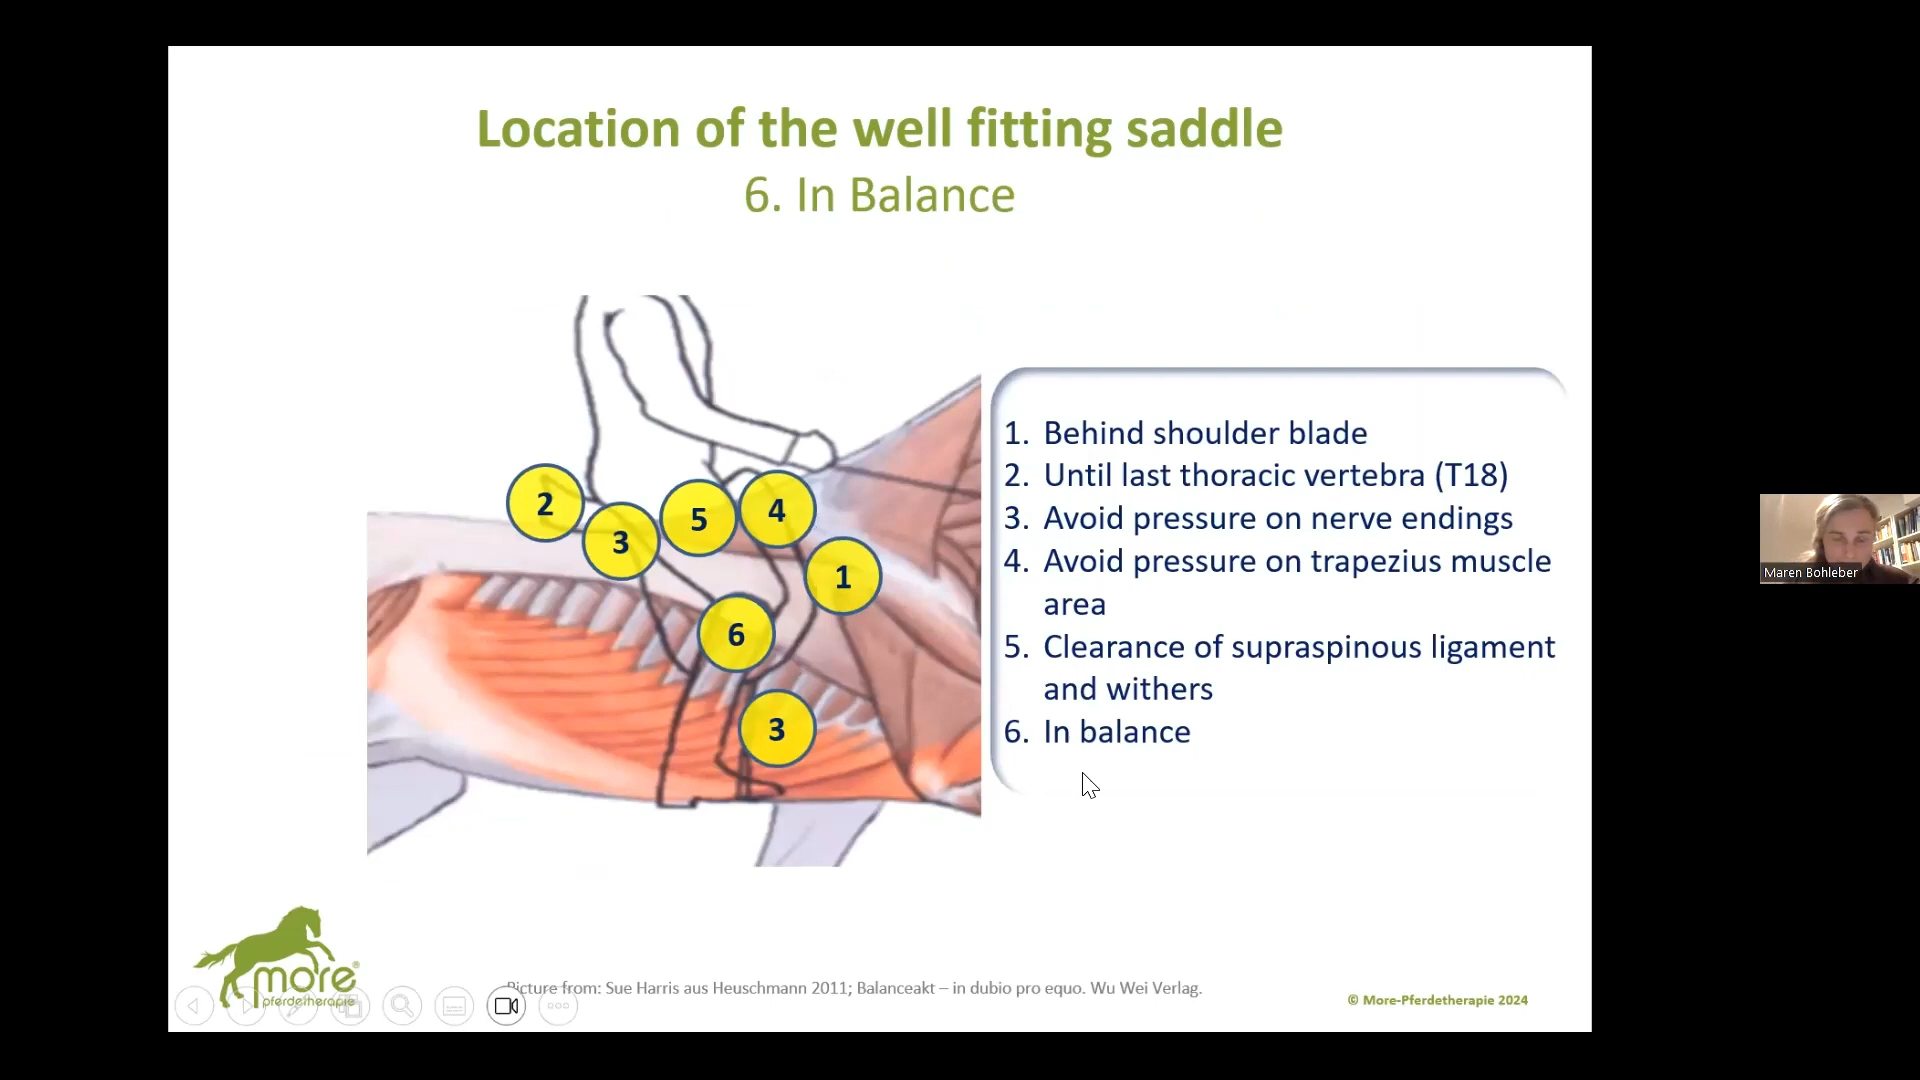 Location of the well fitting saddle
6. In Balance
2
3
5
4
1
6
3
1. Behind shoulder blade
2. Until last thoracic vertebra (T18)
3. Avoid pressure on nerve endings
4. Avoid pressure on trapezius muscle
area
5. Clearance of supraspinous ligament
and withers
6. In balance
Maren Bohleber
more®
pferdetherapie
Picture from: Sue Harris aus Heuschmann 2011; Balanceakt – in dubio pro equo. Wu Wei Verlag.
© More-Pferdetherapie 2024